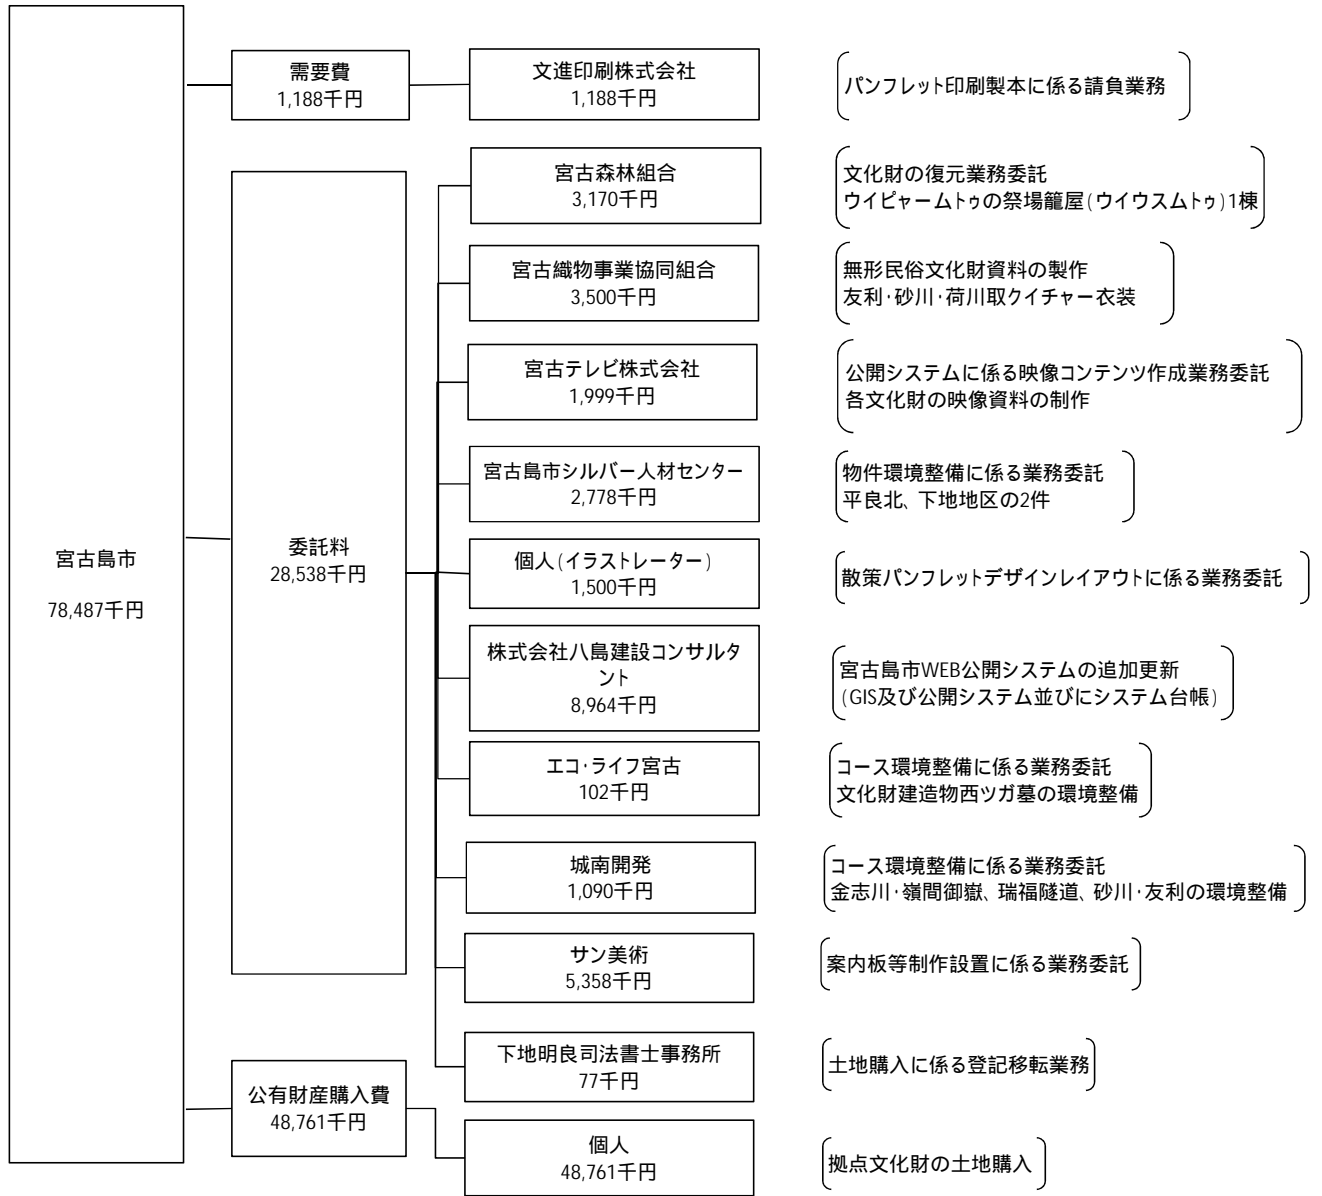 宮古島市
78,487千円
需要費
1,188千円
文進印刷株式会社
1,188千円
パンフレット印刷製本に係る請負業務
委託料
28,538千円
宮古森林組合
3,170千円
文化財の復元業務委託
ウイピャームトゥの祭場籠屋(ウイウスムトゥ)1棟
宮古織物事業協同組合
3,500千円
無形民俗文化財資料の製作
友利・砂川・荷川取クイチャー衣装
宮古テレビ株式会社
1,999千円
公開システムに係る映像コンテンツ作成業務委託
各文化財の映像資料の制作
宮古島市シルバー人材センター
2,778千円
物件環境整備に係る業務委託
平良北、下地地区の2件
個人(イラストレーター)
1,500千円
散策パンフレットデザインレイアウトに係る業務委託
株式会社八島建設コンサルタ
ント
8,964千円
宮古島市WEB公開システムの追加更新
(GIS及び公開システム並びにシステム台帳)
エコ・ライフ宮古
102千円
コース環境整備に係る業務委託
文化財建造物西ツガ墓の環境整備
城南開発
1,090千円
コース環境整備に係る業務委託
金志川・嶺間御嶽、瑞福隧道、砂川・友利の環境整備
サン美術
5,358千円
案内板等制作設置に係る業務委託
下地明良司法書士事務所
77千円
土地購入に係る登記移転業務
公有財産購入費
48,761千円
個人
48,761千円
拠点文化財の土地購入